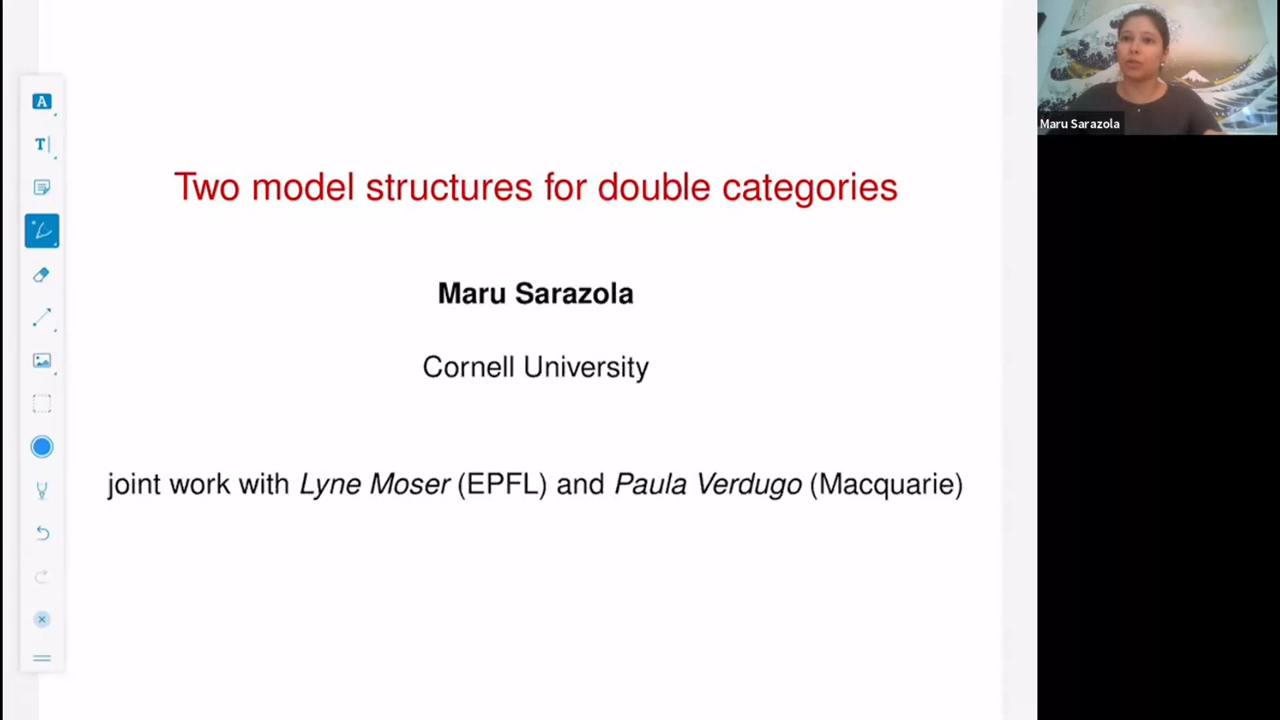 Two model structures for double categories
Maru Sarazola
Cornell University
joint work with Lyne Moser (EPFL) and Paula Verdugo (Macquarie)
A
T
Maru Sarazola